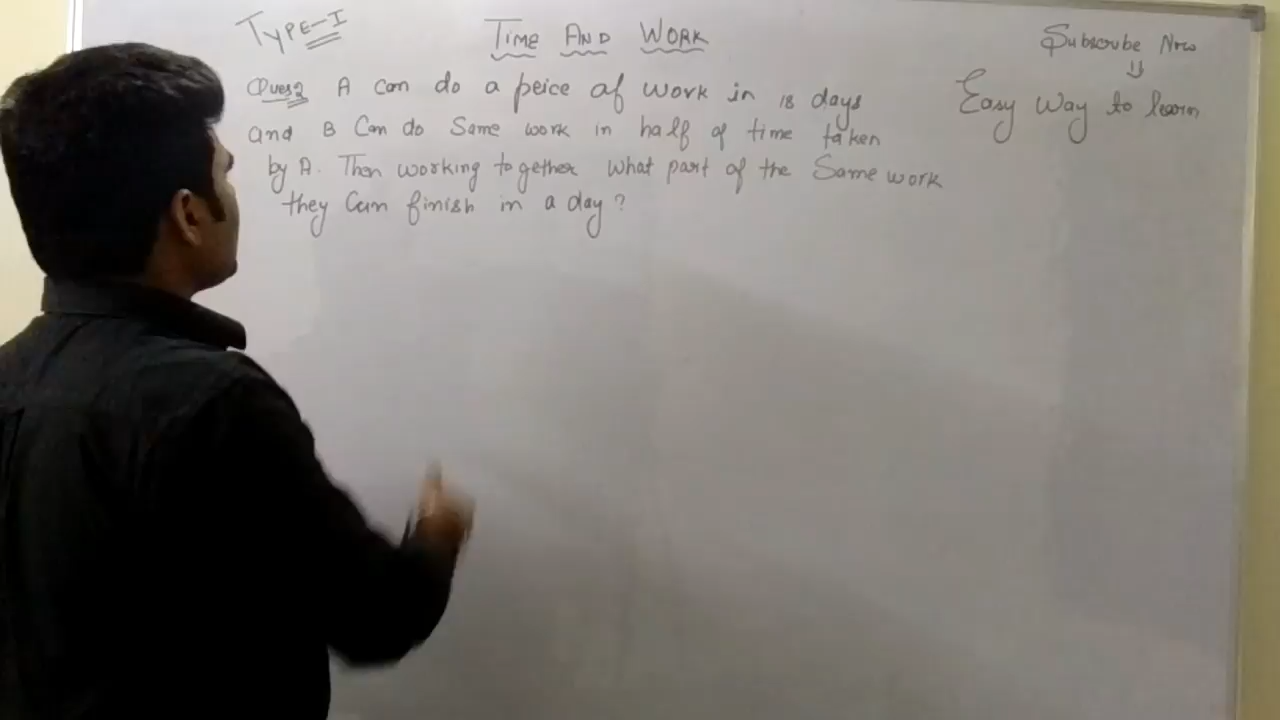 Type-I
Time And Work
Subscribe Now
Easy Way to learn
Ques2 A can do a peice of work in 18 days
and B Can do Same work in half of time taken
by A. Then working together what part of the Same work
they Can finish in a day?